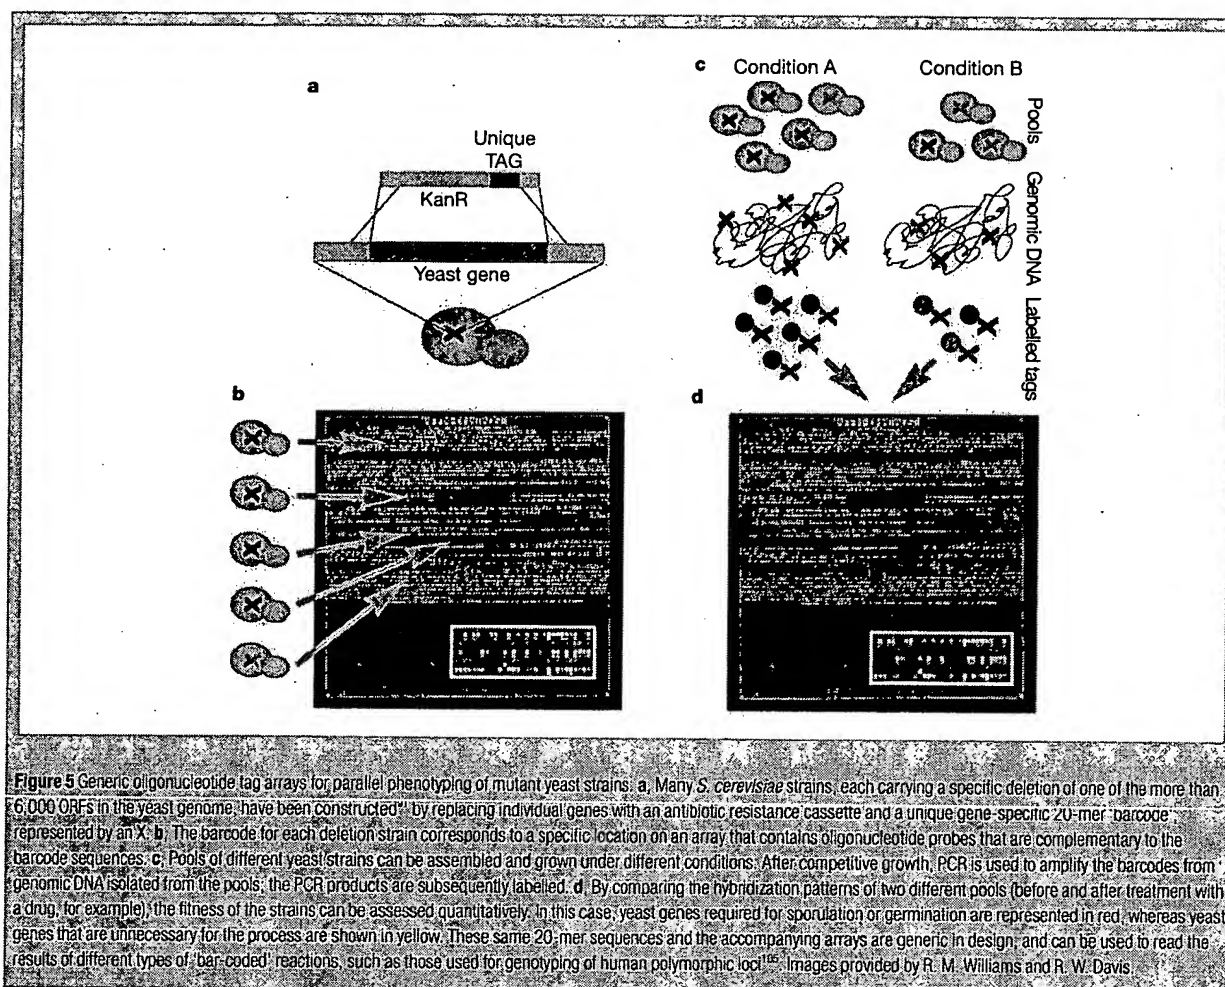 a
Unique
TAG
KanR
Yeast gene
c
Condition A
Condition B
Pools
Genomic DNA
Labelled tags
b
d
Figure 5 Generic oligonucleotide tag arrays for parallel phenotyping of mutant yeast strains. a, Many S. cerevisiae strains, each carrying a specific deletion of one of the more than
6,000 ORFs in the yeast genome, have been constructed by replacing individual genes with an antibiotic resistance cassette and a unique gene-specific 20-mer 'barcode',
represented by an X. b, The barcode for each deletion strain corresponds to a specific location on an array that contains oligonucleotide probes that are complementary to the
barcode sequences. c, Pools of different yeast strains can be assembled and grown under different conditions. After competitive growth, PCR is used to amplify the barcodes from
genomic DNA isolated from the pools; the PCR products are subsequently labelled. d, By comparing the hybridization patterns of two different pools (before and after treatment with
a drug, for example), the fitness of the strains can be assessed quantitatively. In this case, yeast genes required for sporulation or germination are represented in red, whereas yeast
genes that are unnecessary for the process are shown in yellow. These same 20-mer sequences and the accompanying arrays are generic in design, and can be used to read the
results of different types of 'bar-coded' reactions, such as those used for genotyping of human polymorphic loci. Images provided by R. M. Williams and R. W. Davis.